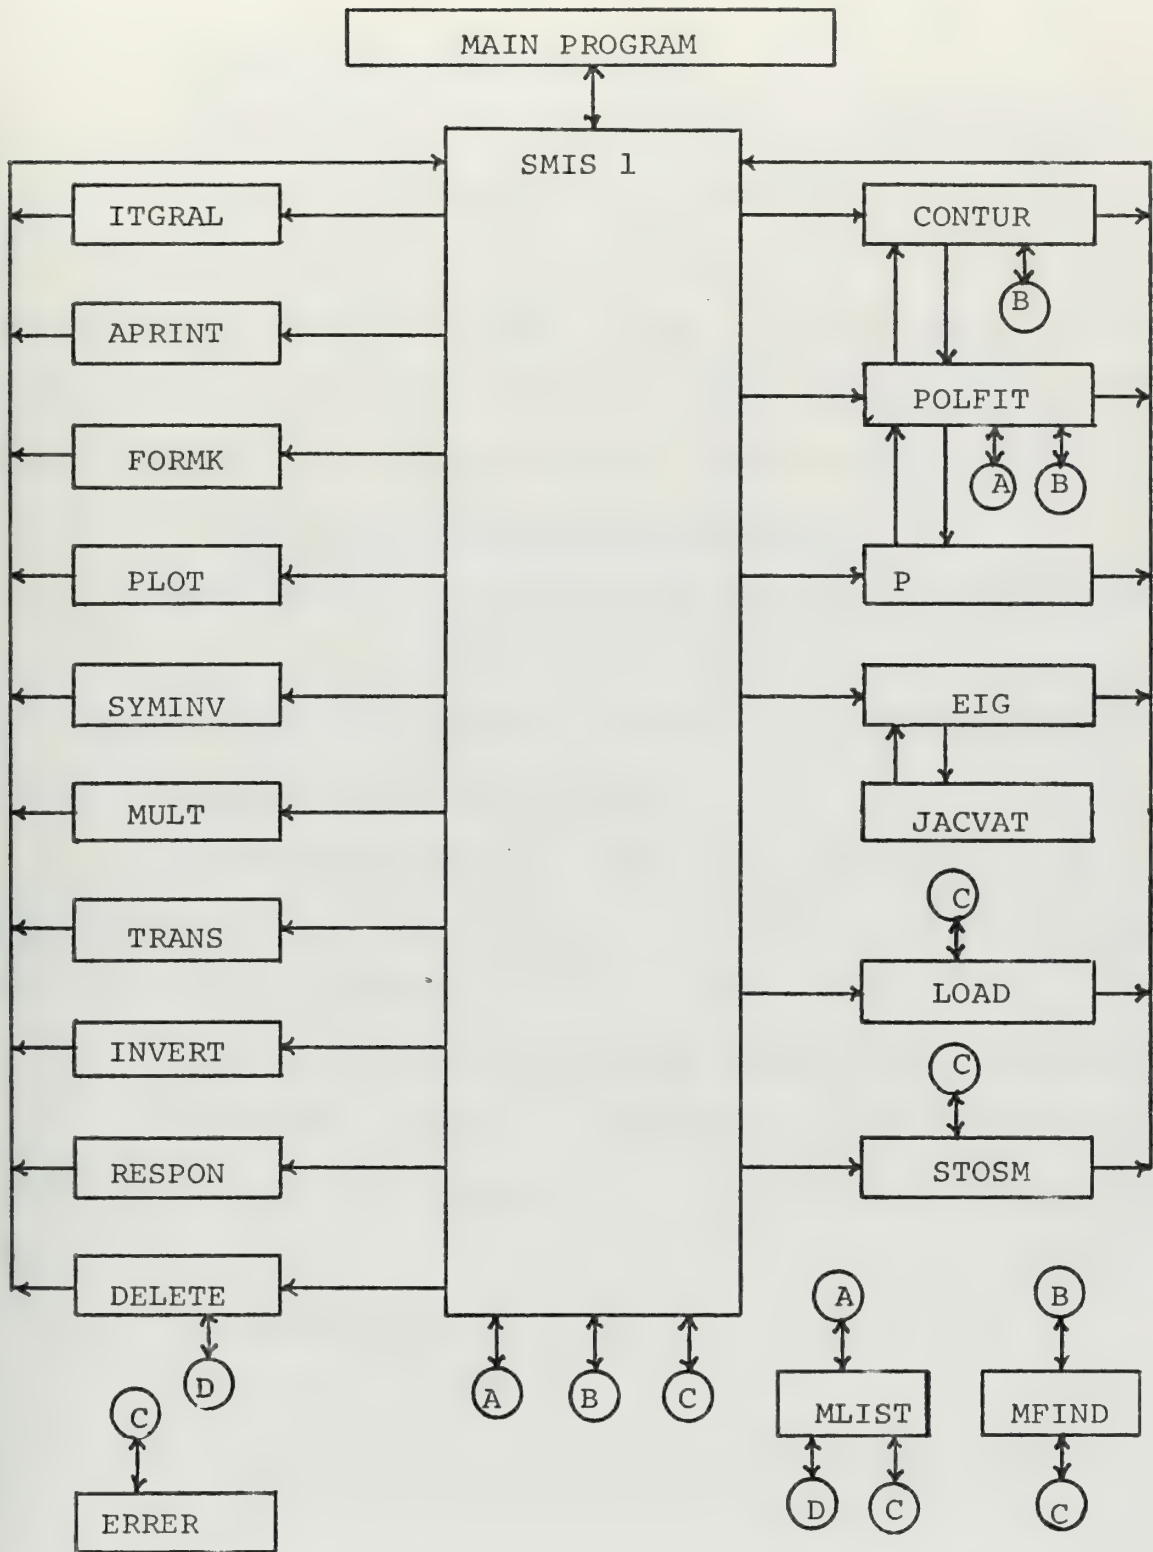 MAIN PROGRAM
SMIS 1
ITGRAL
APRINT
FORMK
PLOT
SYMINV
MULT
TRANS
INVERT
RESPON
DELETE
D
C
ERRER
A
B
C
CONTUR
B
POLFIT
A
B
P
EIG
JACVAT
C
LOAD
C
STOSM
A
MLIST
D
C
B
MFIND
C